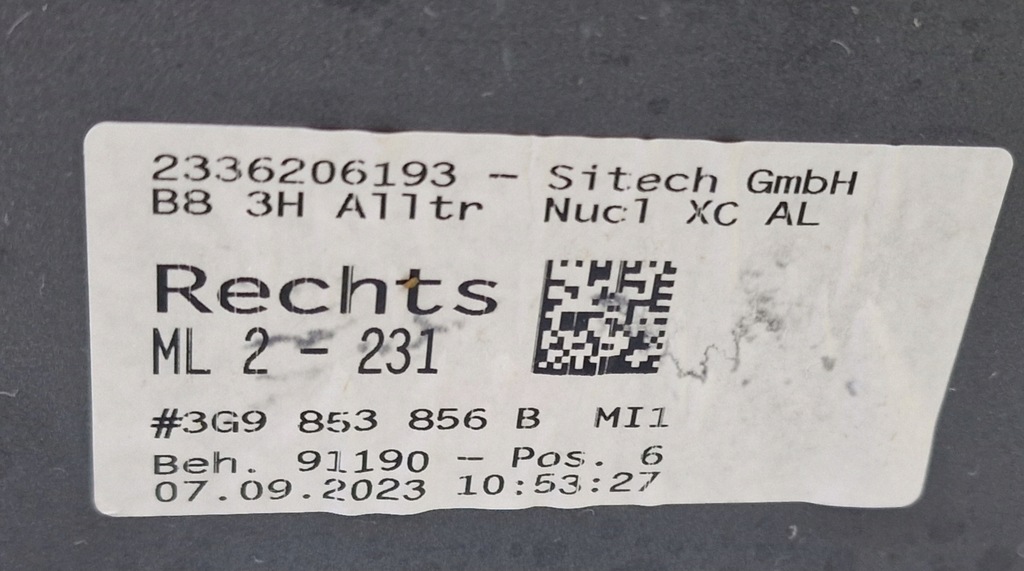 2336206193 - Sitech GmbH
B8 3H Alltr Nucl XC AL
Rechts
ML 2 - 231
#3G9 853 856 B MI1
Beh. 91190 - Pos. 6
07.09.2023 10:53:27